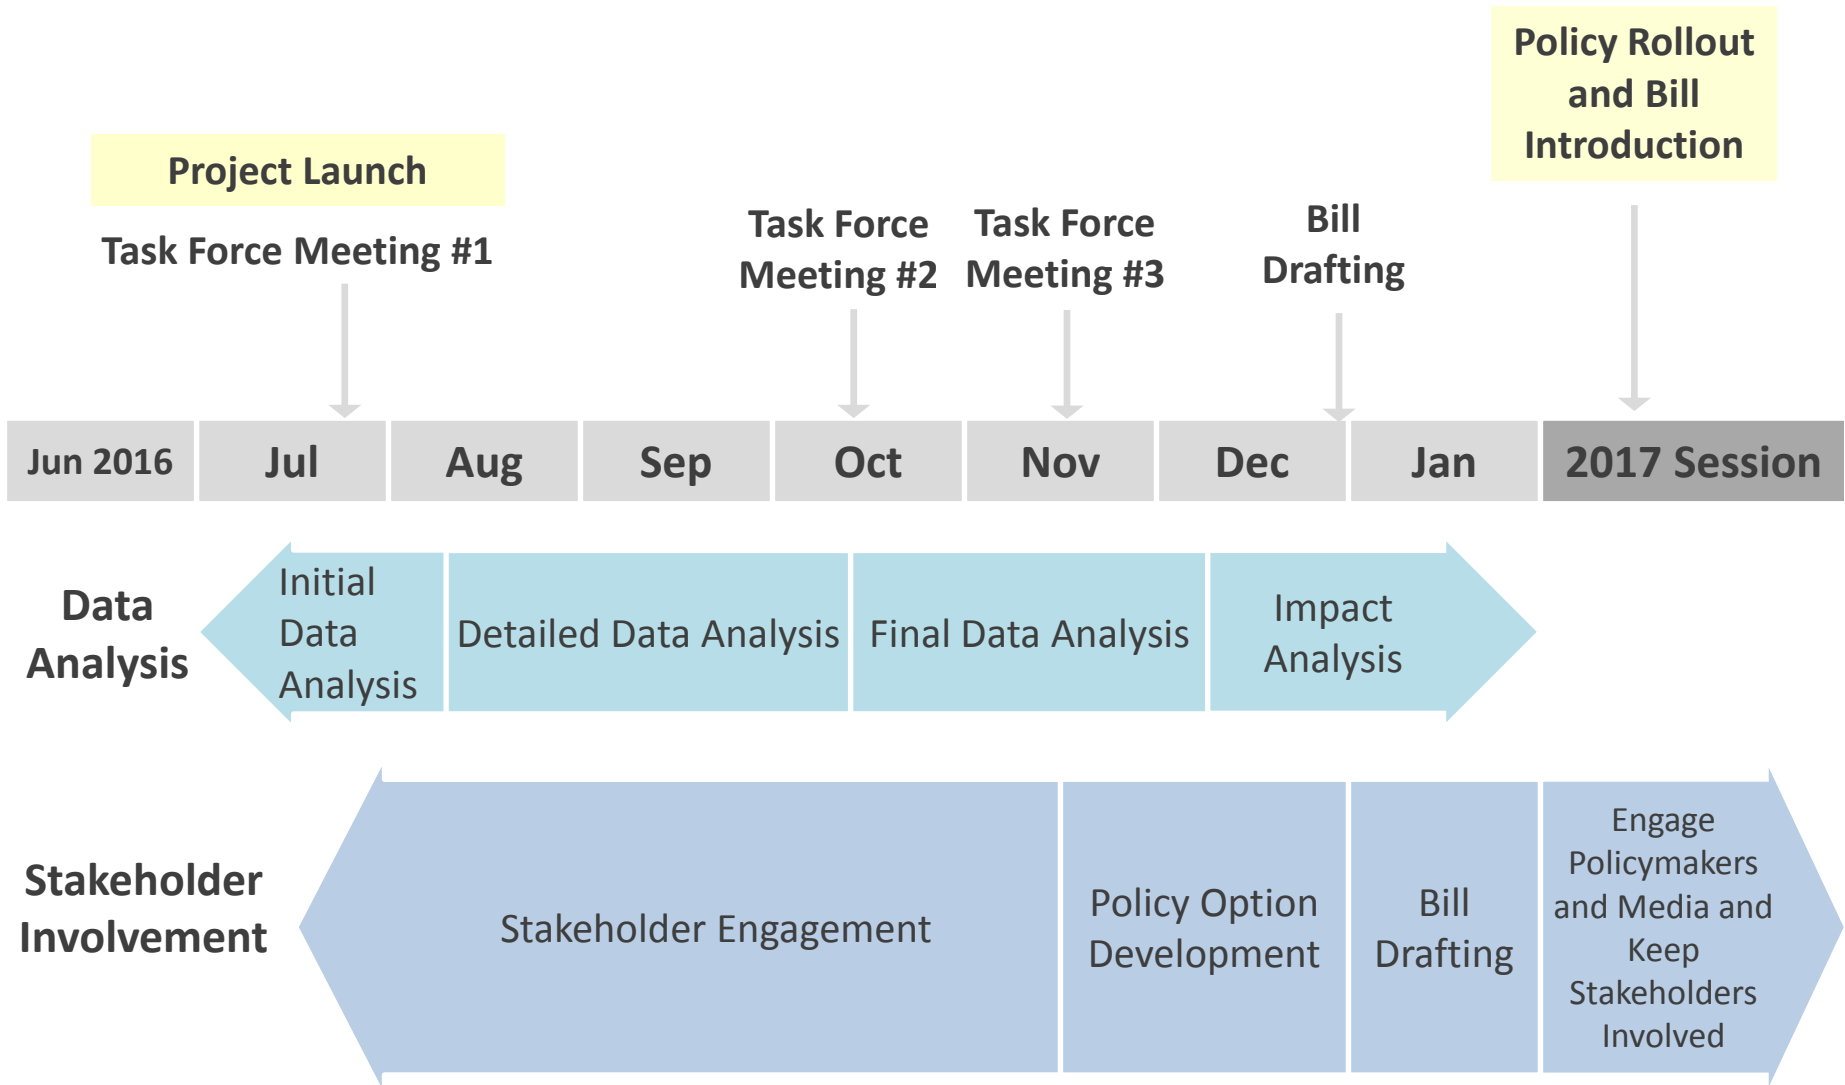 Policy Rollout
and Bill
Introduction
Project Launch
Task Force Meeting #1
Task Force
Meeting #2
Task Force
Meeting #3
Bill
Drafting
Jun 2016
Jul
Aug
Sep
Oct
Nov
Dec
Jan
2017 Session
Data
Analysis
Initial
Data
Analysis
Detailed Data Analysis
Final Data Analysis
Impact
Analysis
Stakeholder
Involvement
Stakeholder Engagement
Policy Option
Development
Bill
Drafting
Engage
Policymakers
and Media and
Keep
Stakeholders
Involved